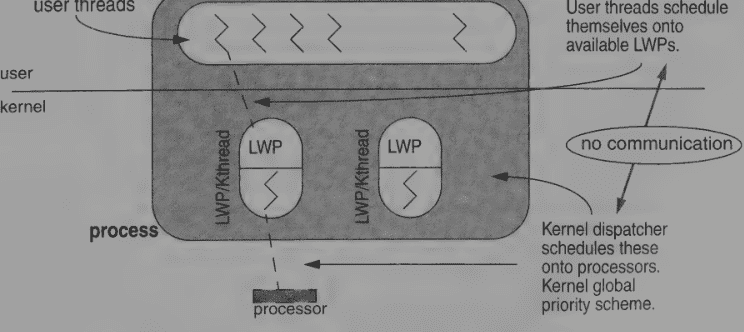 user threads
User threads schedule
themselves onto
available LWPs.
user
kernel
LWP/Kthread
LWP
LWP/Kthread
LWP
no communication
process
Kernel dispatcher
schedules these
onto processors.
Kernel global
priority scheme.
processor